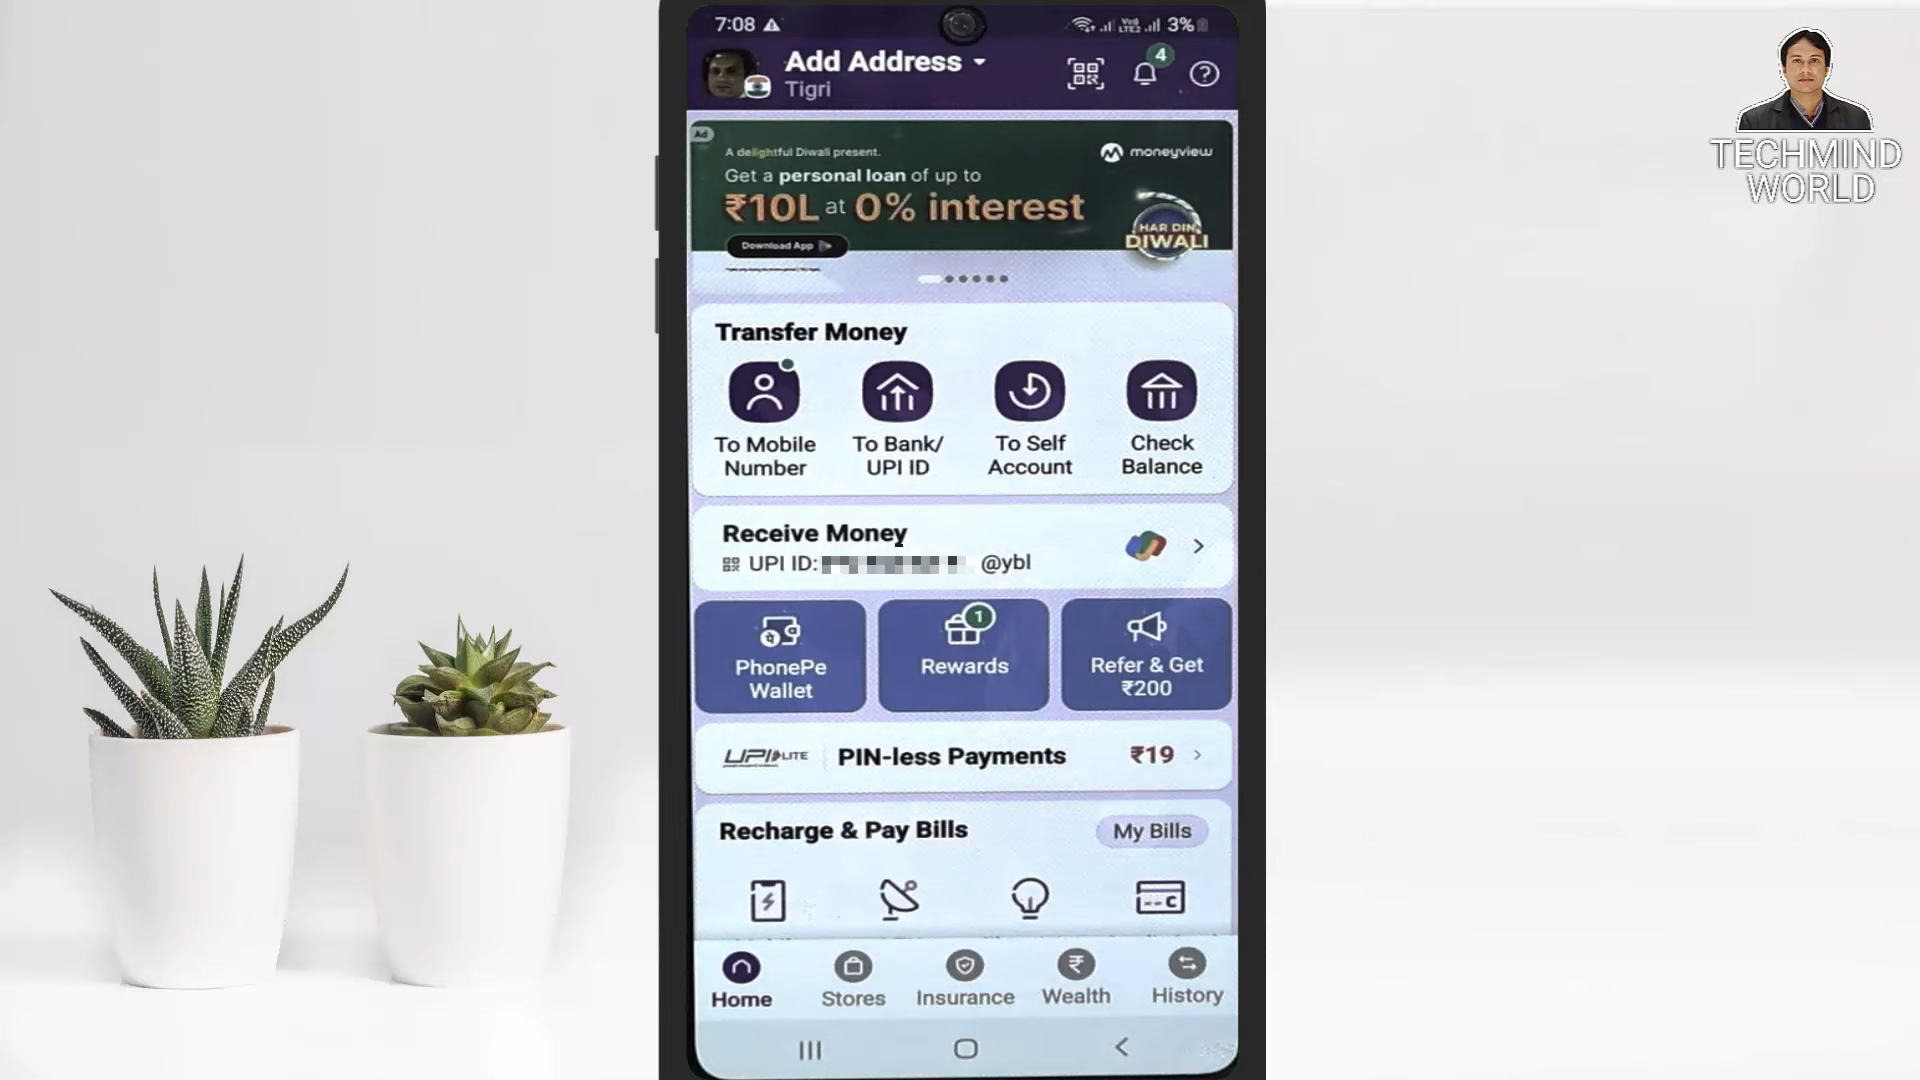 7:08
VoLTE2 3%
Add Address
Tigri
4
Ad
A delightful Diwali present.
moneyview
Get a personal loan of up to
₹10L at 0% interest
HAR DIN
DIWALI
Download App
Transfer Money
To Mobile
Number
To Bank/
UPI ID
To Self
Account
Check
Balance
Receive Money
UPI ID: @ybl
PhonePe
Wallet
1
Rewards
Refer & Get
₹200
UPI LITE
PIN-less Payments
₹19
Recharge & Pay Bills
My Bills
Home
Stores
Insurance
Wealth
History
TECHMIND
WORLD